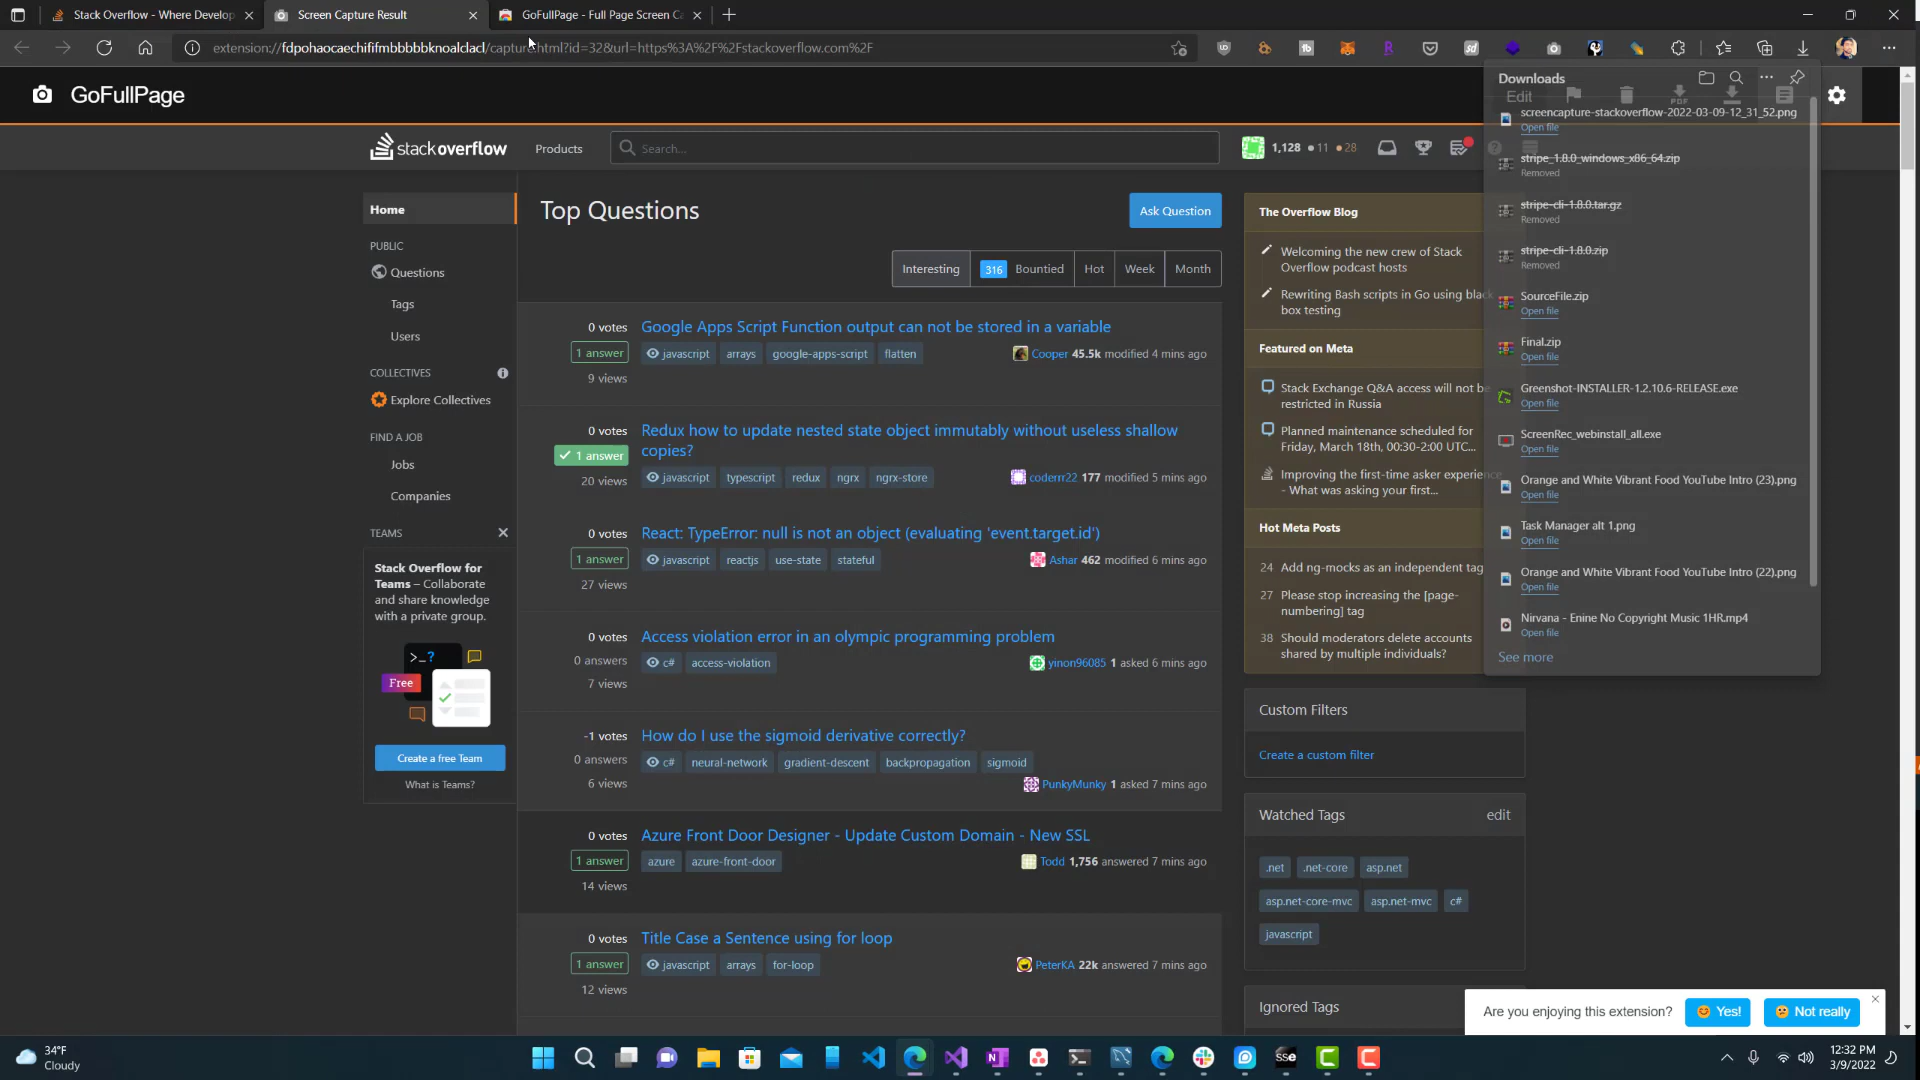 Stack Overflow - Where Develop
Screen Capture Result
GoFullPage - Full Page Screen Ca
extension://fdpohaocaechififmbbbbbknoalclacl/capture.html?id=32&url=https%3A%2F%2Fstackoverflow.com%2F
GoFullPage
Downloads
Edit
PDF
screencapture-stackoverflow-2022-03-09-12_31_52.png
Open file
stripe_1.8.0_windows_x86_64.zip
Removed
stripe-cli-1.8.0.tar.gz
Removed
stripe-cli-1.8.0.zip
Removed
SourceFile.zip
Open file
Final.zip
Open file
Greenshot-INSTALLER-1.2.10.6-RELEASE.exe
Open file
ScreenRec_webinstall_all.exe
Open file
Orange and White Vibrant Food YouTube Intro (23).png
Open file
Task Manager alt 1.png
Open file
Orange and White Vibrant Food YouTube Intro (22).png
Open file
Nirvana - Enine No Copyright Music 1HR.mp4
Open file
See more
stackoverflow
Products
Search...
1,128 11 28
Home
PUBLIC
Questions
Tags
Users
COLLECTIVES
Explore Collectives
FIND A JOB
Jobs
Companies
TEAMS
Stack Overflow for
Teams – Collaborate
and share knowledge
with a private group.
>_?
Free
Create a free Team
What is Teams?
Top Questions
Ask Question
Interesting
316 Bountied
Hot
Week
Month
0 votes
1 answer
9 views
Google Apps Script Function output can not be stored in a variable
javascript arrays google-apps-script flatten
Cooper 45.5k modified 4 mins ago
0 votes
1 answer
20 views
Redux how to update nested state object immutably without useless shallow
copies?
javascript typescript redux ngrx ngrx-store
coderrr22 177 modified 5 mins ago
0 votes
1 answer
27 views
React: TypeError: null is not an object (evaluating 'event.target.id')
javascript reactjs use-state stateful
Ashar 462 modified 6 mins ago
0 votes
0 answers
7 views
Access violation error in an olympic programming problem
c# access-violation
yinon96085 1 asked 6 mins ago
-1 votes
0 answers
6 views
How do I use the sigmoid derivative correctly?
c# neural-network gradient-descent backpropagation sigmoid
PunkyMunky 1 asked 7 mins ago
0 votes
1 answer
14 views
Azure Front Door Designer - Update Custom Domain - New SSL
azure azure-front-door
Todd 1,756 answered 7 mins ago
0 votes
1 answer
12 views
Title Case a Sentence using for loop
javascript arrays for-loop
PeterKA 22k answered 7 mins ago
The Overflow Blog
Welcoming the new crew of Stack
Overflow podcast hosts
Rewriting Bash scripts in Go using black
box testing
Featured on Meta
Stack Exchange Q&A access will not be
restricted in Russia
Planned maintenance scheduled for
Friday, March 18th, 00:30-2:00 UTC...
Improving the first-time asker experience
- What was asking your first...
Hot Meta Posts
24 Add ng-mocks as an independent tag
27 Please stop increasing the [page-
numbering] tag
38 Should moderators delete accounts
shared by multiple individuals?
Custom Filters
Create a custom filter
Watched Tags
edit
.net .net-core asp.net
asp.net-core-mvc asp.net-mvc c#
javascript
Ignored Tags
Are you enjoying this extension?
Yes!
Not really
34°F
Cloudy
12:32 PM
3/9/2022